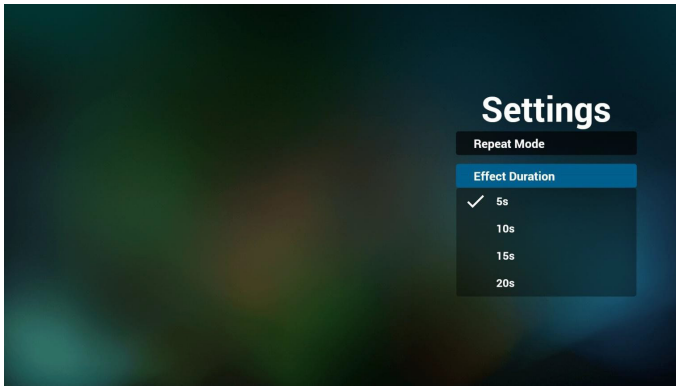 Settings
Repeat Mode
Effect Duration
5s
10s
15s
20s